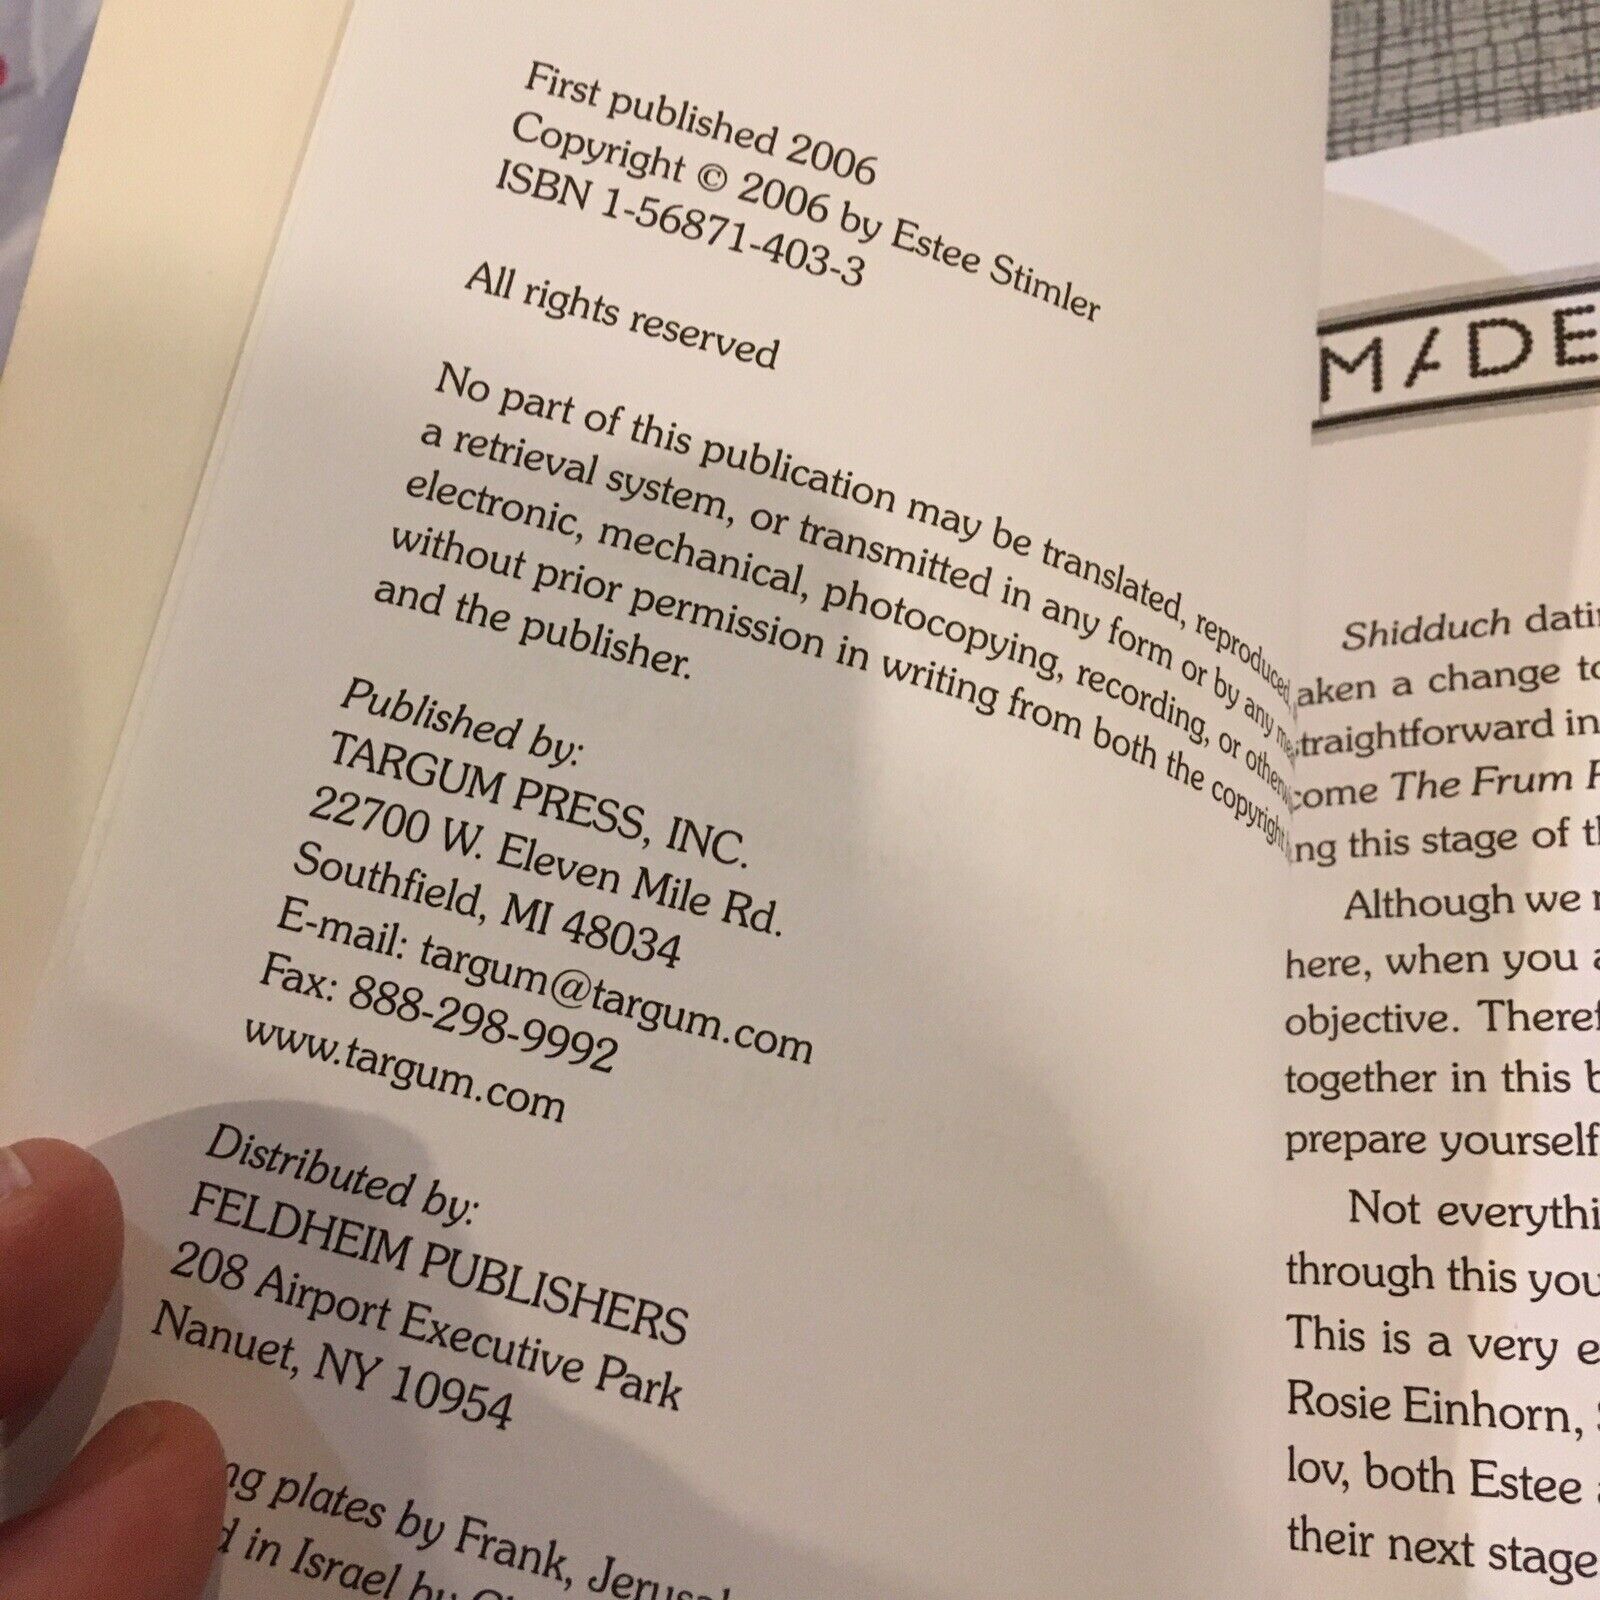 First published 2006
Copyright © 2006 by Estee Stimler
ISBN 1-56871-403-3
All rights reserved
No part of this publication may be translated, reproduced,
a retrieval system, or transmitted in any form or by any
electronic, mechanical, photocopying, recording, or
without prior permission in writing from both the copyright
and the publisher.
Published by:
TARGUM PRESS, INC.
22700 W. Eleven Mile Rd.
Southfield, MI 48034
E-mail: targum@targum.com
Fax: 888-298-9992
www.targum.com
Distributed by:
FELDHEIM PUBLISHERS
208 Airport Executive Park
Nanuet, NY 10954
plates by Frank,
in Israel by
MADE
Shidduch
a change
in
The Frum
this stage of
Although we
here, when you
objective.
together in this
prepare yourself
Not
through this
This is a very
Rosie Einhorn,
lov, both Estee
their next stage